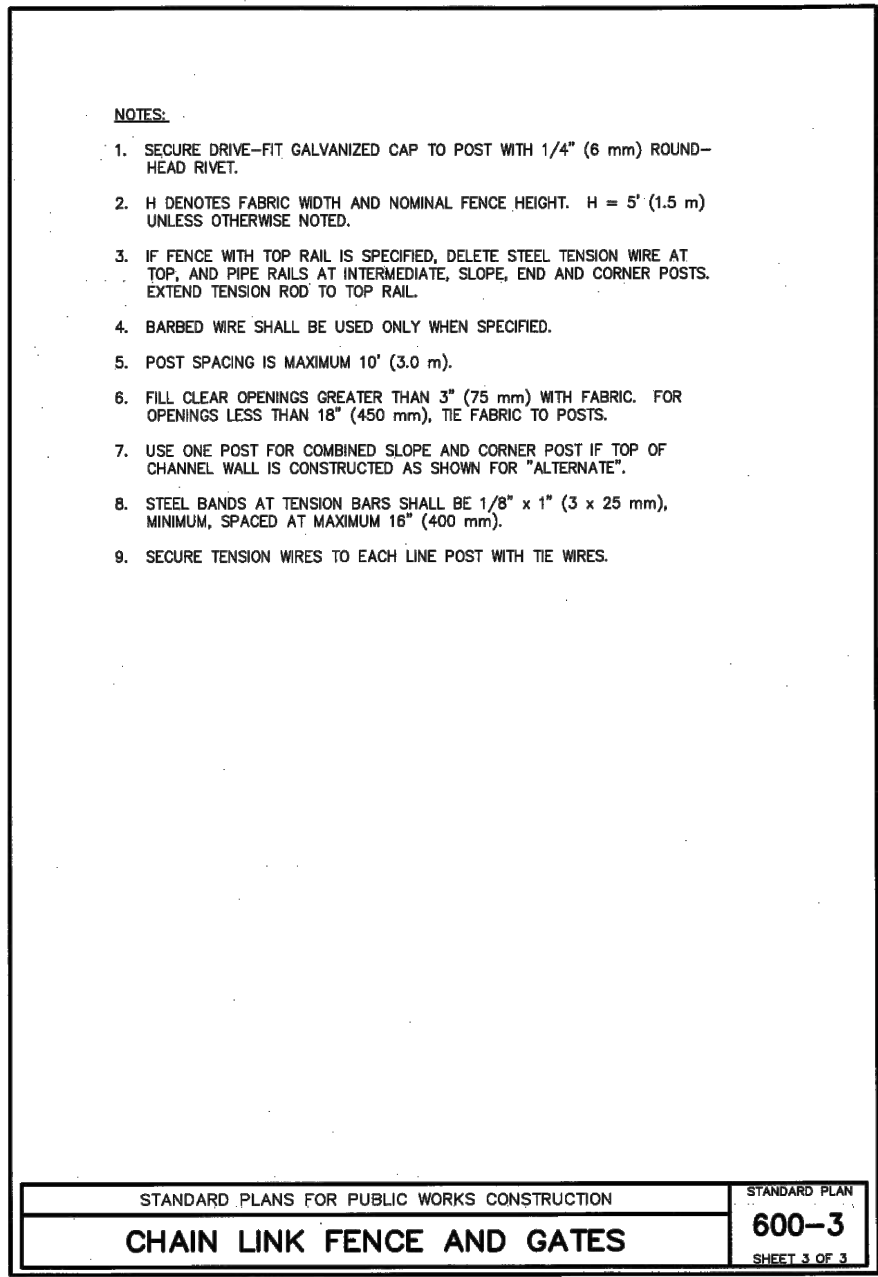 NOTES:
1. SECURE DRIVE-FIT GALVANIZED CAP TO POST WITH 1/4" (6 mm) ROUND-
HEAD RIVET.
2. H DENOTES FABRIC WIDTH AND NOMINAL FENCE HEIGHT. H = 5' (1.5 m)
UNLESS OTHERWISE NOTED.
3. IF FENCE WITH TOP RAIL IS SPECIFIED, DELETE STEEL TENSION WIRE AT
TOP, AND PIPE RAILS AT INTERMEDIATE, SLOPE, END AND CORNER POSTS.
EXTEND TENSION ROD TO TOP RAIL.
4. BARBED WIRE SHALL BE USED ONLY WHEN SPECIFIED.
5. POST SPACING IS MAXIMUM 10' (3.0 m).
6. FILL CLEAR OPENINGS GREATER THAN 3" (75 mm) WITH FABRIC. FOR
OPENINGS LESS THAN 18" (450 mm), TIE FABRIC TO POSTS.
7. USE ONE POST FOR COMBINED SLOPE AND CORNER POST IF TOP OF
CHANNEL WALL IS CONSTRUCTED AS SHOWN FOR "ALTERNATE".
8. STEEL BANDS AT TENSION BARS SHALL BE 1/8" x 1" (3 x 25 mm),
MINIMUM, SPACED AT MAXIMUM 16" (400 mm).
9. SECURE TENSION WIRES TO EACH LINE POST WITH TIE WIRES.
STANDARD PLANS FOR PUBLIC WORKS CONSTRUCTION
CHAIN LINK FENCE AND GATES
STANDARD PLAN
600-3
SHEET 3 OF 3